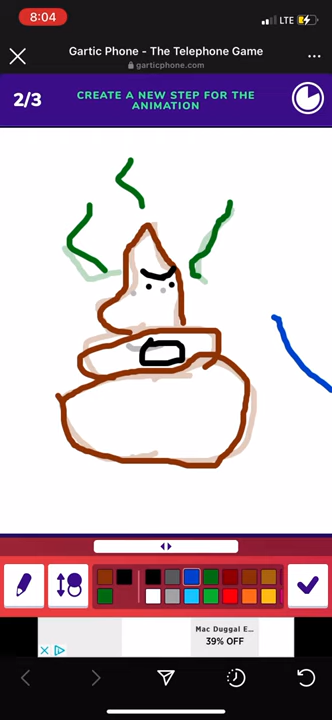 8:04
LTE
Gartic Phone - The Telephone Game
garticphone.com
2/3
CREATE A NEW STEP FOR THE
ANIMATION
Mac Duggal E...
39% OFF